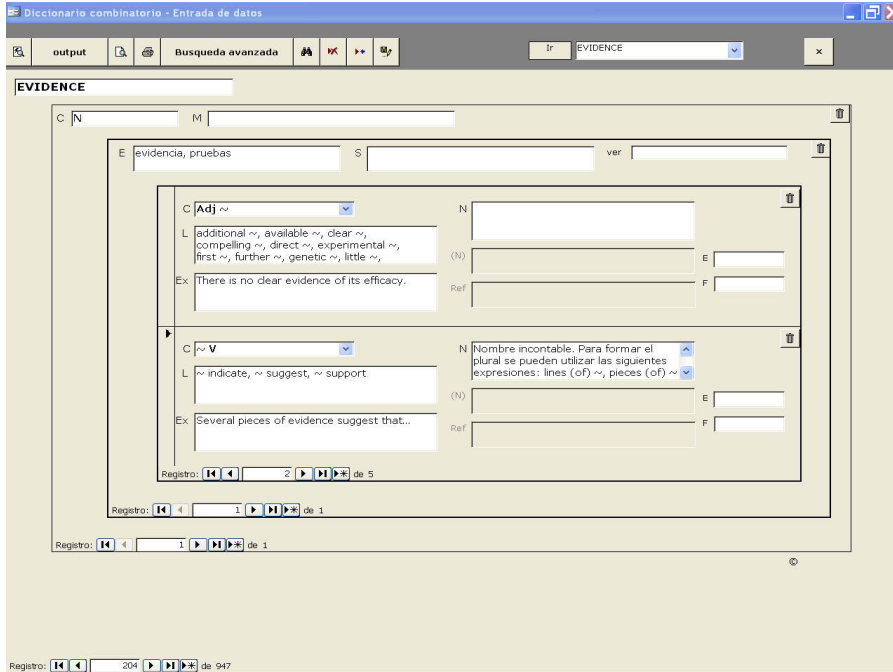 Diccionario combinatorio - Entrada de datos
output Busqueda avanzada Ir EVIDENCE ×
EVIDENCE
C N M
E evidencia, pruebas S ver
C Adj ~ N
L additional ~, available ~, clear ~,
compelling ~, direct ~, experimental ~,
first ~, further ~, genetic ~, little ~,
(N) E
Ex There is no clear evidence of its efficacy.
Ref F
C ~ V N Nombre incontable. Para formar el
plural se pueden utilizar las siguientes
expresiones: lines (of) ~, pieces (of) ~
L ~ indicate, ~ suggest, ~ support
(N) E
Ex Several pieces of evidence suggest that...
Ref F
Registro: 2 de 5
Registro: 1 de 1
Registro: 1 de 1
©
Registro: 204 de 947